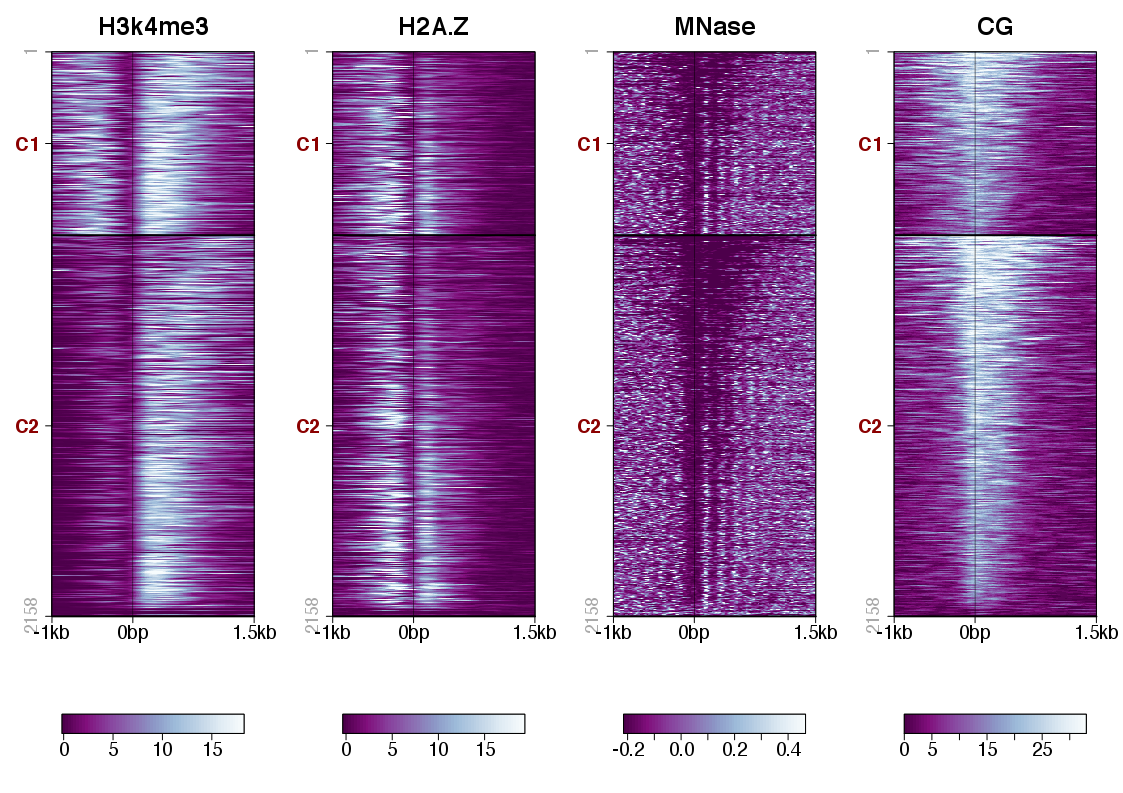 H3k4me3 H2A.Z MNase CG
1 1 1 1
C1 C1 C1 C1
C2 C2 C2 C2
2158 2158 2158 2158
-1kb 0bp 1.5kb -1kb 0bp 1.5kb -1kb 0bp 1.5kb -1kb 0bp 1.5kb
0 5 10 15 0 5 10 15 -0.2 0.0 0.2 0.4 0 5 15 25